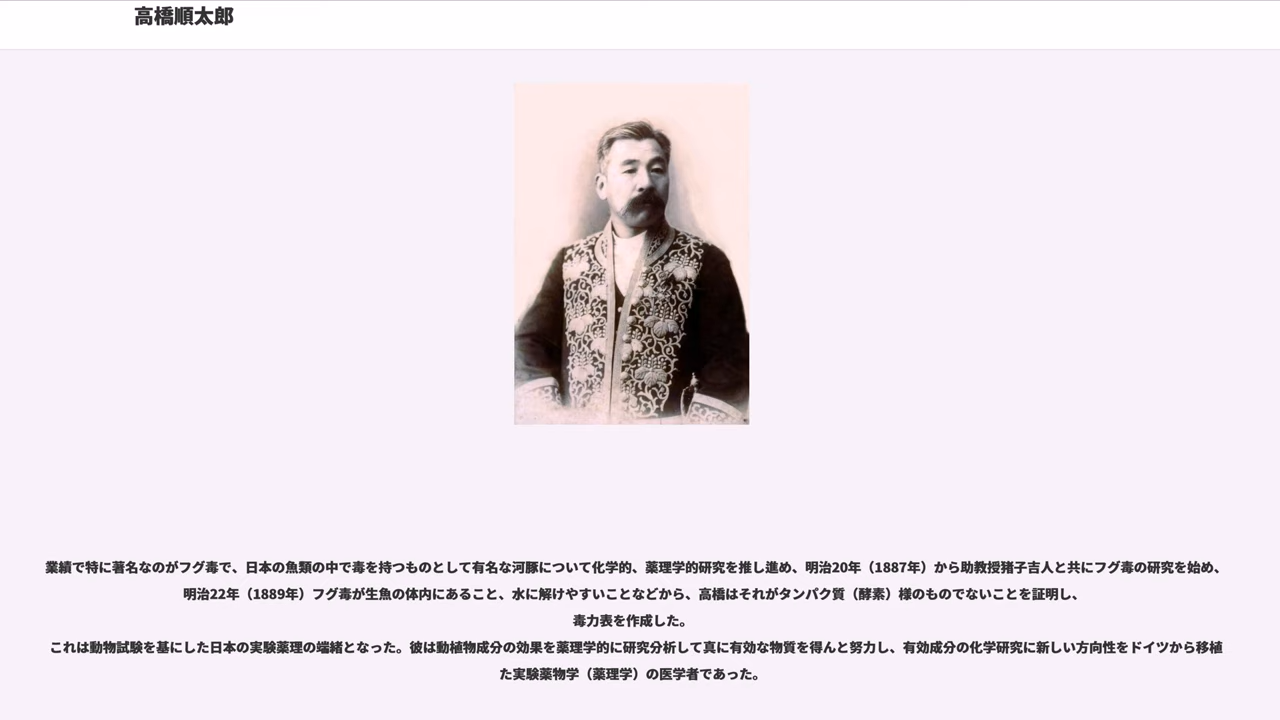 高橋順太郎
業績で特に著名なのがフグ毒で、日本の魚類の中で毒を持つものとして有名な河豚について化学的、薬理学的研究を推し進め、明治20年（1887年）から助教授猪子吉人と共にフグ毒の研究を始め、
明治22年（1889年）フグ毒が生魚の体内にあること、水に解けやすいことなどから、高橋はそれがタンパク質（酵素）様のものでないことを証明し、
毒力表を作成した。
これは動物試験を基にした日本の実験薬理の端緒となった。彼は動植物成分の効果を薬理学的に研究分析して真に有効な物質を得んと努力し、有効成分の化学研究に新しい方向性をドイツから移植
た実験薬物学（薬理学）の医学者であった。